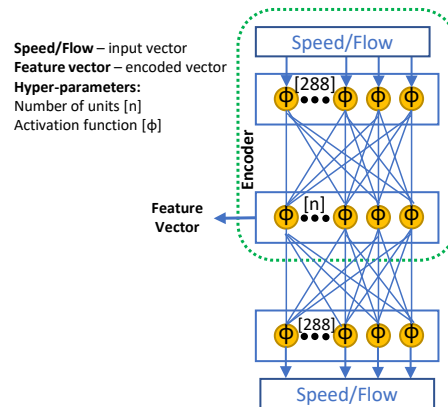 Speed/Flow – input vector
Feature vector – encoded vector
Hyper-parameters:
Number of units [n]
Activation function [ϕ]
Speed/Flow
[288]
Φ Φ Φ Φ
Encoder
Feature
Vector
[n]
Φ Φ Φ Φ
[288]
Φ Φ Φ Φ
Speed/Flow